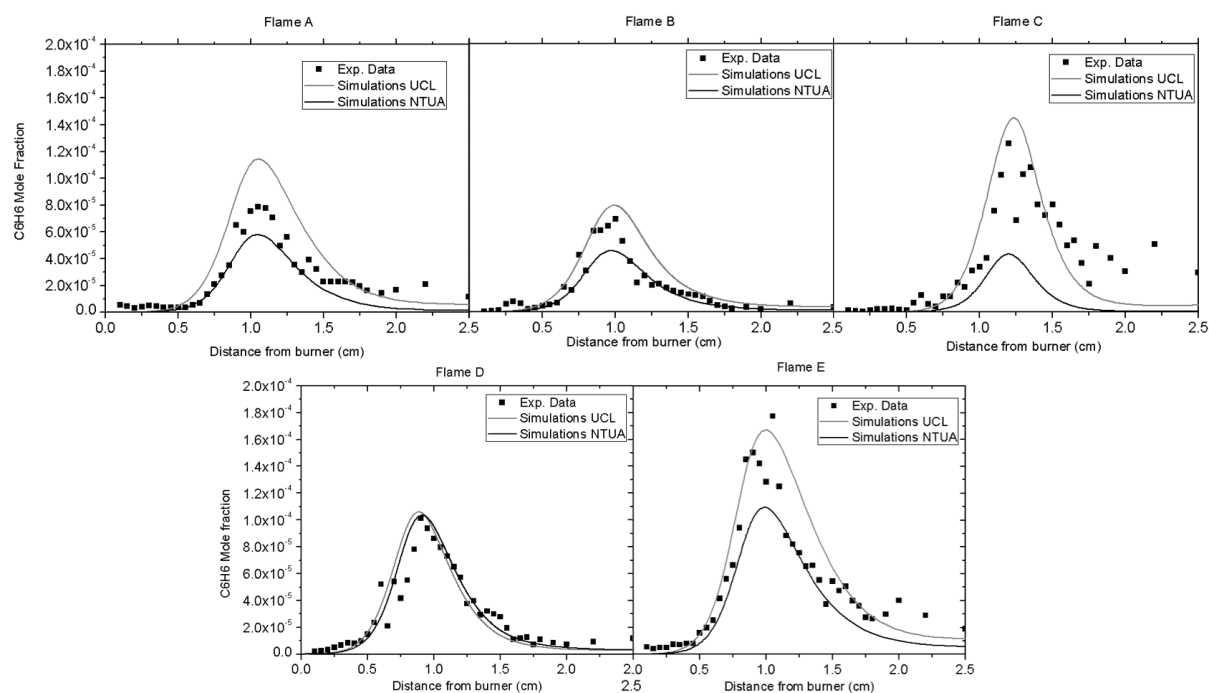 Flame A
Flame B
Flame C
2.0x10⁻⁴
1.8x10⁻⁴
1.6x10⁻⁴
1.4x10⁻⁴
1.2x10⁻⁴
1.0x10⁻⁴
8.0x10⁻⁵
6.0x10⁻⁵
4.0x10⁻⁵
2.0x10⁻⁵
0.0
C6H6 Mole Fraction
Exp. Data
Simulations UCL
Simulations NTUA
Exp. Data
Simulations UCL
Simulations NTUA
Exp. Data
Simulations UCL
Simulations NTUA
0.0 0.5 1.0 1.5 2.0 2.5
0.5 1.0 1.5 2.0 2.5
0.5 1.0 1.5 2.0 2.5
Distance from burner (cm)
Distance from burner (cm)
Distance from burner (cm)
Flame D
Flame E
2.0x10⁻⁴
1.8x10⁻⁴
1.6x10⁻⁴
1.4x10⁻⁴
1.2x10⁻⁴
1.0x10⁻⁴
8.0x10⁻⁵
6.0x10⁻⁵
4.0x10⁻⁵
2.0x10⁻⁵
0.0
C6H6 Mole fraction
Exp. Data
Simulations UCL
Simulations NTUA
Exp. Data
Simulations UCL
Simulations NTUA
0.0 0.5 1.0 1.5 2.0
2.5
0.0 0.5 1.0 1.5 2.0 2.5
Distance from burner (cm)
Distance from burner (cm)